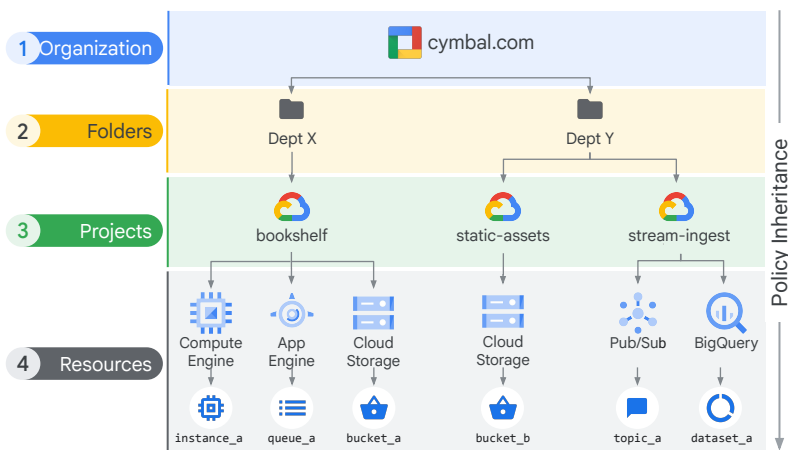 1 Organization
cymbal.com
2 Folders
Dept X
Dept Y
3 Projects
bookshelf
static-assets
stream-ingest
4 Resources
Compute
Engine
App
Engine
Cloud
Storage
Cloud
Storage
Pub/Sub
BigQuery
instance_a
queue_a
bucket_a
bucket_b
topic_a
dataset_a
Policy Inheritance